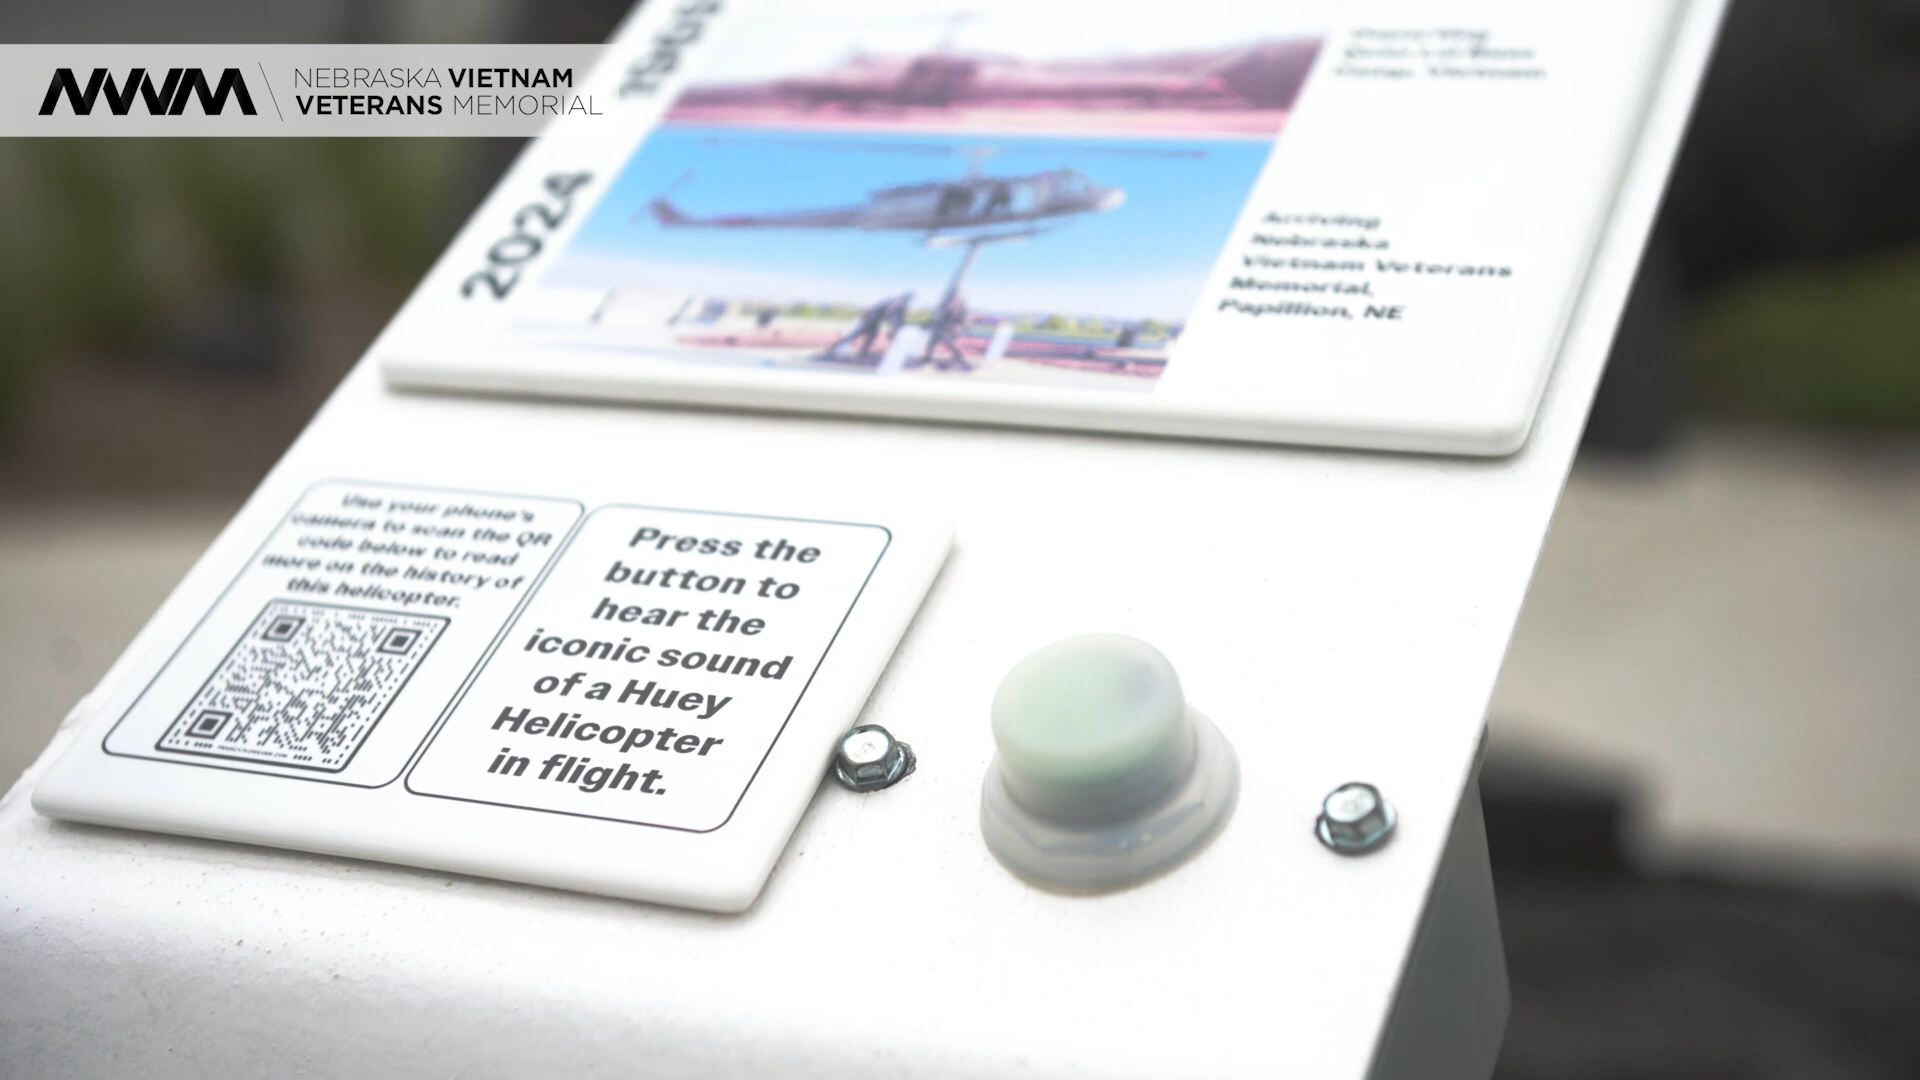 NEBRASKA VIETNAM
VETERANS MEMORIAL
2024
Arriving
Nebraska
Vietnam Veterans
Memorial,
Papillion, NE
Use your phone's
camera to scan the QR
code below to read
more on the history of
this helicopter.
Press the
button to
hear the
iconic sound
of a Huey
Helicopter
in flight.